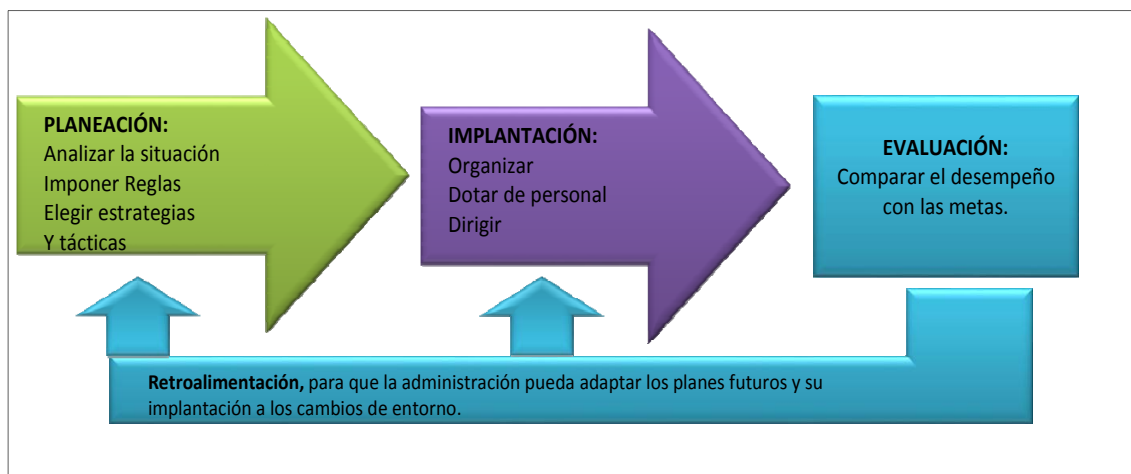 PLANEACIÓN:
Analizar la situación
Imponer Reglas
Elegir estrategias
Y tácticas
IMPLANTACIÓN:
Organizar
Dotar de personal
Dirigir
EVALUACIÓN:
Comparar el desempeño
con las metas.
Retroalimentación, para que la administración pueda adaptar los planes futuros y su
implantación a los cambios de entorno.